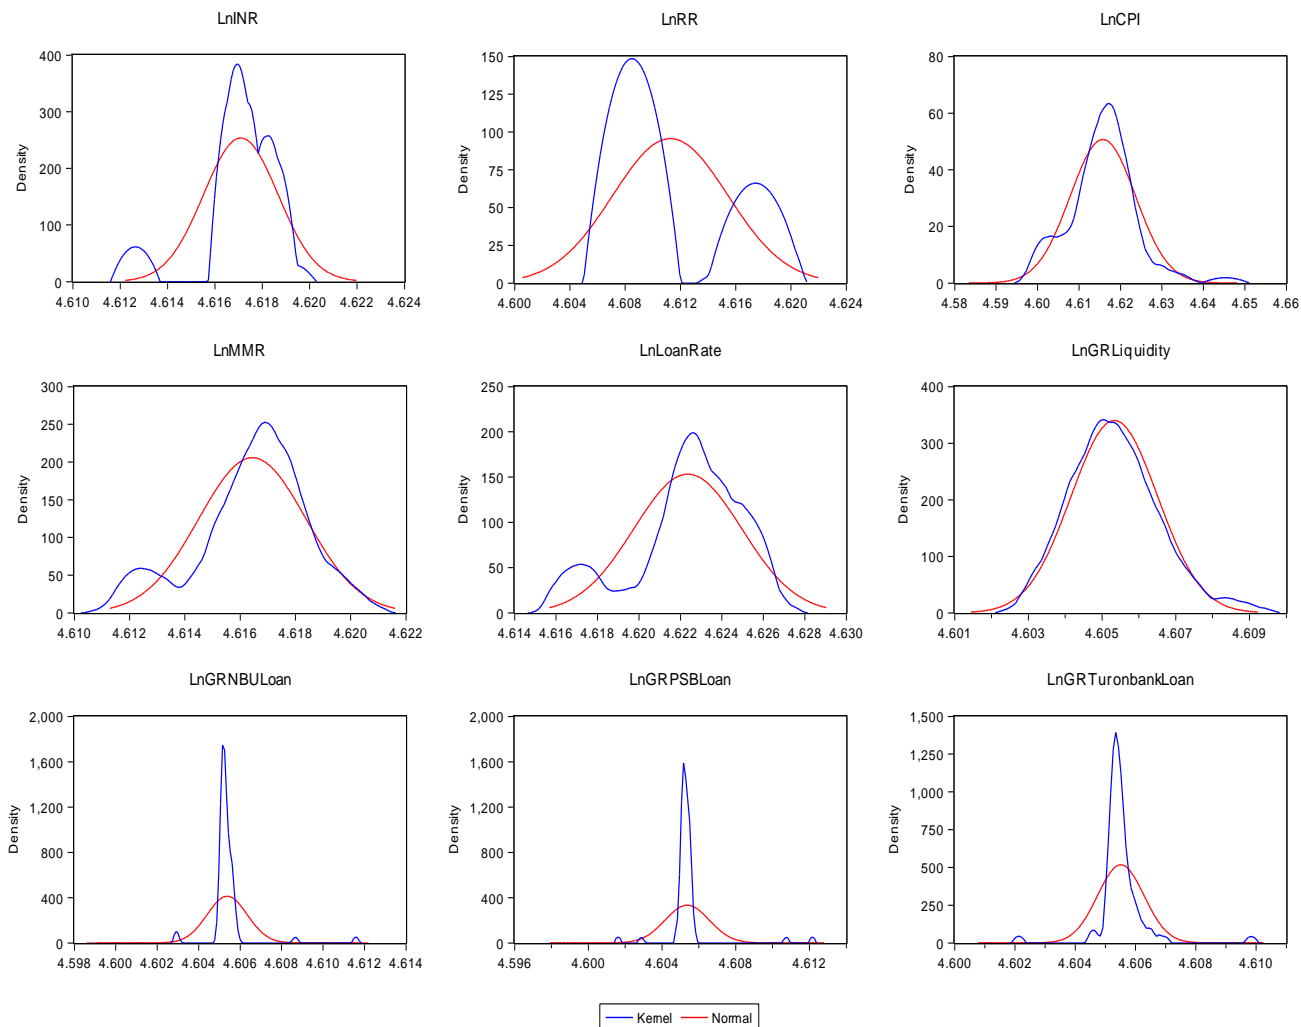 LnINR
LnRR
LnCPI
400
300
200
100
0
Density
4.610 4.612 4.614 4.616 4.618 4.620 4.622 4.624
150
125
100
75
50
25
0
Density
4.600 4.604 4.608 4.612 4.616 4.620 4.624
80
60
40
20
0
Density
4.58 4.59 4.60 4.61 4.62 4.63 4.64 4.65 4.66
LnMMR
LnLoanRate
LnGRLiquidity
300
250
200
150
100
50
0
Density
4.610 4.612 4.614 4.616 4.618 4.620 4.622
250
200
150
100
50
0
Density
4.614 4.616 4.618 4.620 4.622 4.624 4.626 4.628 4.630
400
300
200
100
0
Density
4.601 4.603 4.605 4.607 4.609
LnGRNBULoan
LnGRPSBLoan
LnGRTuronbankLoan
2,000
1,600
1,200
800
400
0
Density
4.598 4.600 4.602 4.604 4.606 4.608 4.610 4.612 4.614
2,000
1,600
1,200
800
400
0
Density
4.596 4.600 4.604 4.608 4.612
1,500
1,250
1,000
750
500
250
0
Density
4.600 4.602 4.604 4.606 4.608 4.610
Kernel Normal